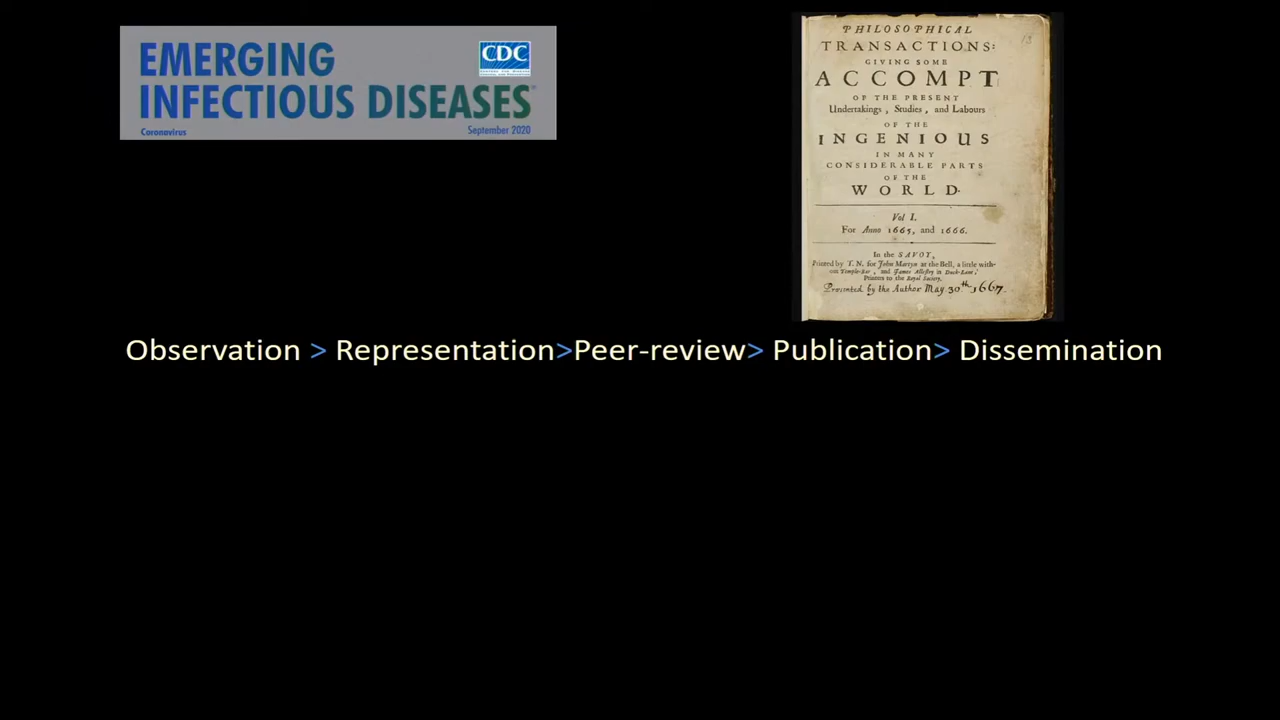 EMERGING
INFECTIOUS DISEASES®
CDC
Coronavirus
September 2020
PHILOSOPHICAL
TRANSACTIONS:
GIVING SOME
ACCOMPT
OF THE PRESENT
Undertakings, Studies, and Labours
OF THE
INGENIOUS
IN MANY
CONSIDERABLE PARTS
OF THE
WORLD.
Vol I.
For Anno 1665, and 1666.
In the SAVOY,
Printed by T. N. for John Martyn at the Bell, a little with-
out Temple-Bar, and James Allestry in Duck-Lane,
Printers to the Royal Society.
Presented by the Author May. 30th 1667.
13
Observation > Representation>Peer-review> Publication> Dissemination